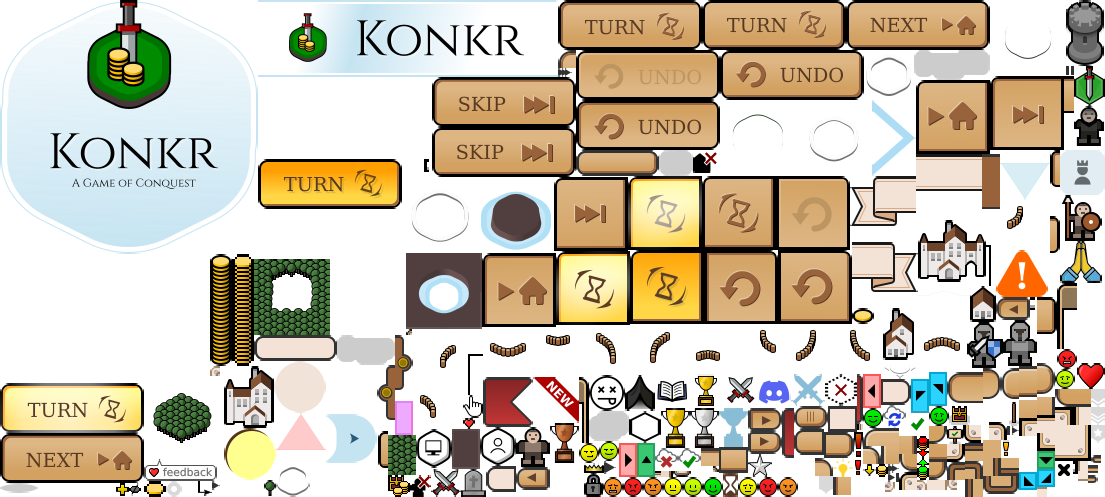 KONKR
A GAME OF CONQUEST
KONKR
TURN
TURN
NEXT
UNDO
UNDO
SKIP
UNDO
SKIP
TURN
!
NEW
TURN
NEXT
feedback